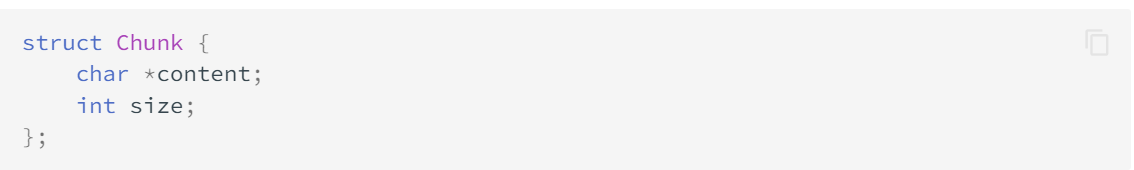 struct Chunk {
    char *content;
    int size;
};